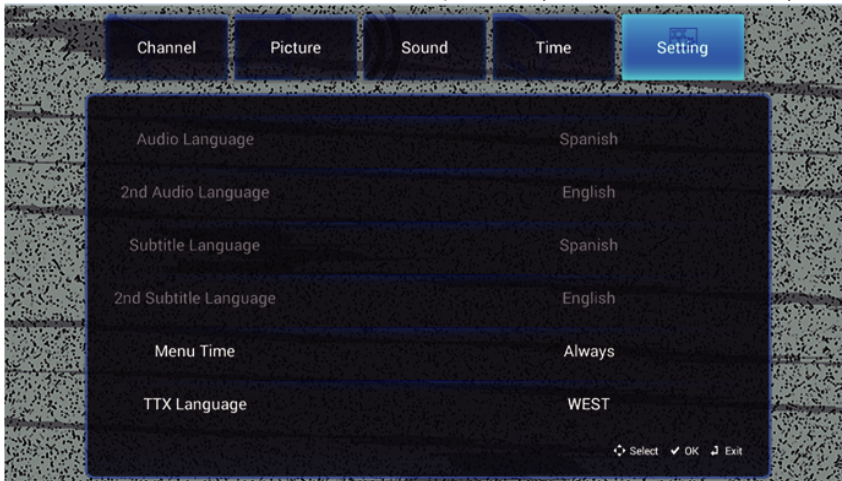 Channel Picture Sound Time Setting
Audio Language Spanish
2nd Audio Language English
Subtitle Language Spanish
2nd Subtitle Language English
Menu Time Always
TTX Language WEST
Select OK Exit